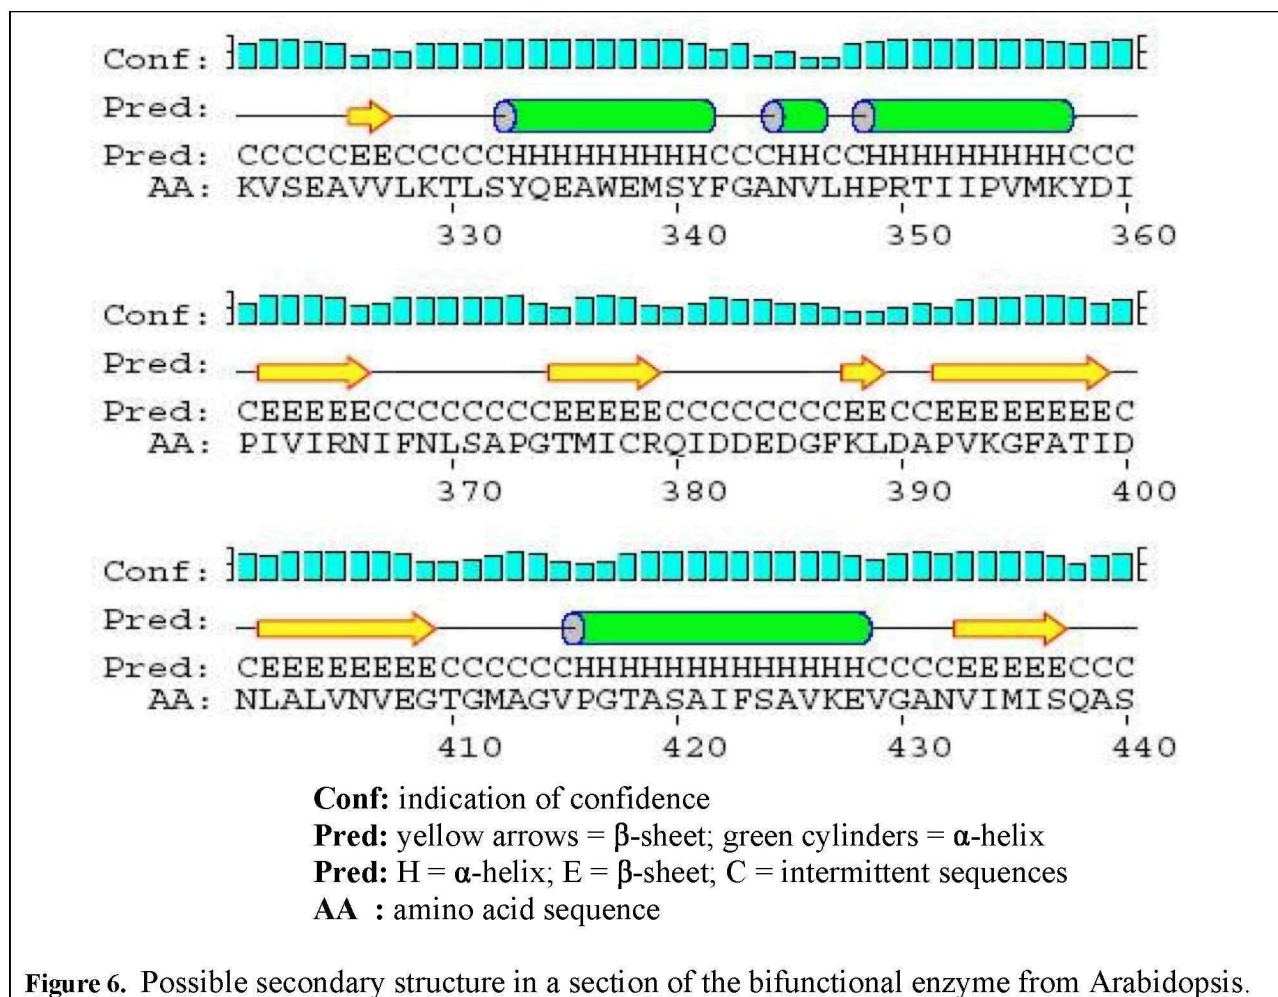 Conf:
Pred:
Pred: CCCCCEECCCCCHHHHHHHHHCCCHHCCHHHHHHHHHCCC
AA: KVSEAVVLKTLSYQEAWEMSYFGANVLHPRTIIPVMKYDI
330 340 350 360
Conf:
Pred:
Pred: CEEEEECCCCCCCCEEEEECCCCCCCCEECCEEEEEEEEC
AA: PIVIRNIFNLSAPGTMICRQIDDEDGFKLDAPVKGFATID
370 380 390 400
Conf:
Pred:
Pred: CEEEEEEEECCCCCCHHHHHHHHHHHHHCCCCEEEEECCC
AA: NLALVNVEGTGMAGVPGTASAIFSAVKEVGANVIMISQAS
410 420 430 440
Conf: indication of confidence
Pred: yellow arrows = β-sheet; green cylinders = α-helix
Pred: H = α-helix; E = β-sheet; C = intermittent sequences
AA : amino acid sequence
Figure 6. Possible secondary structure in a section of the bifunctional enzyme from Arabidopsis.